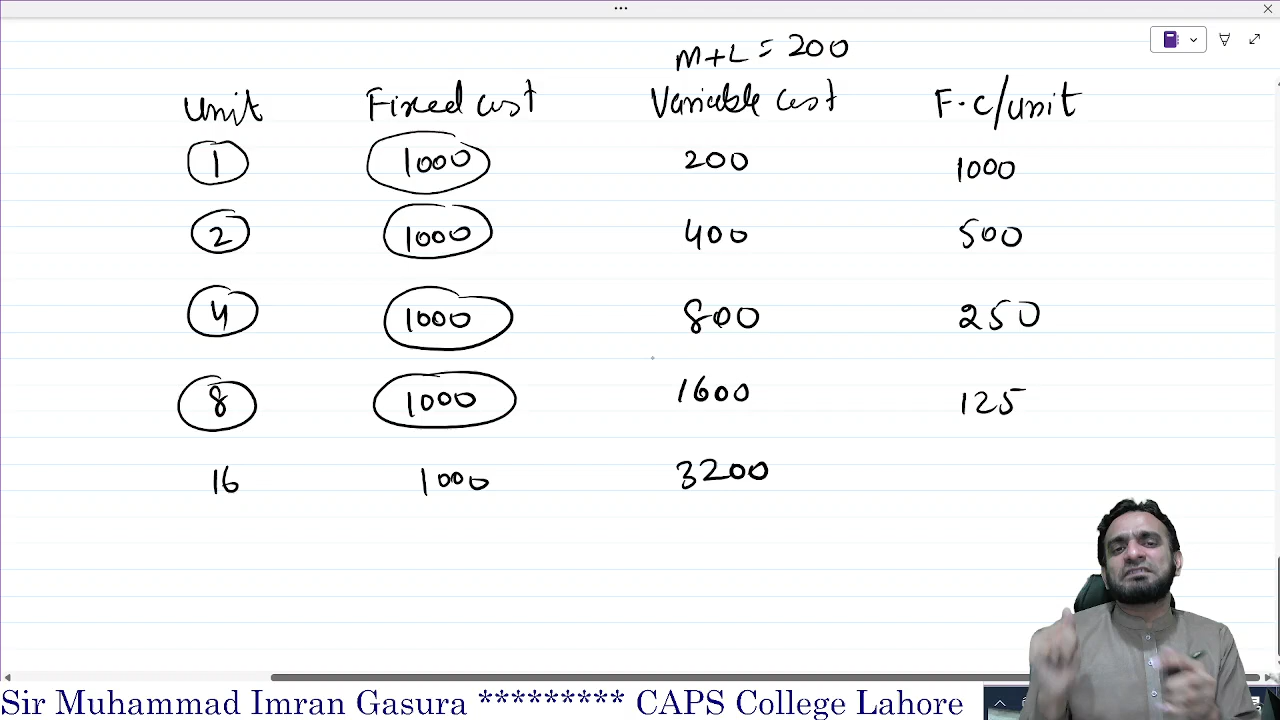 M+L = 200
Unit Fixed cost Variable cost F.C/unit
1 1000 200 1000
2 1000 400 500
4 1000 800 250
8 1000 1600 125
16 1000 3200
Sir Muhammad Imran Gasura ********* CAPS College Lahore